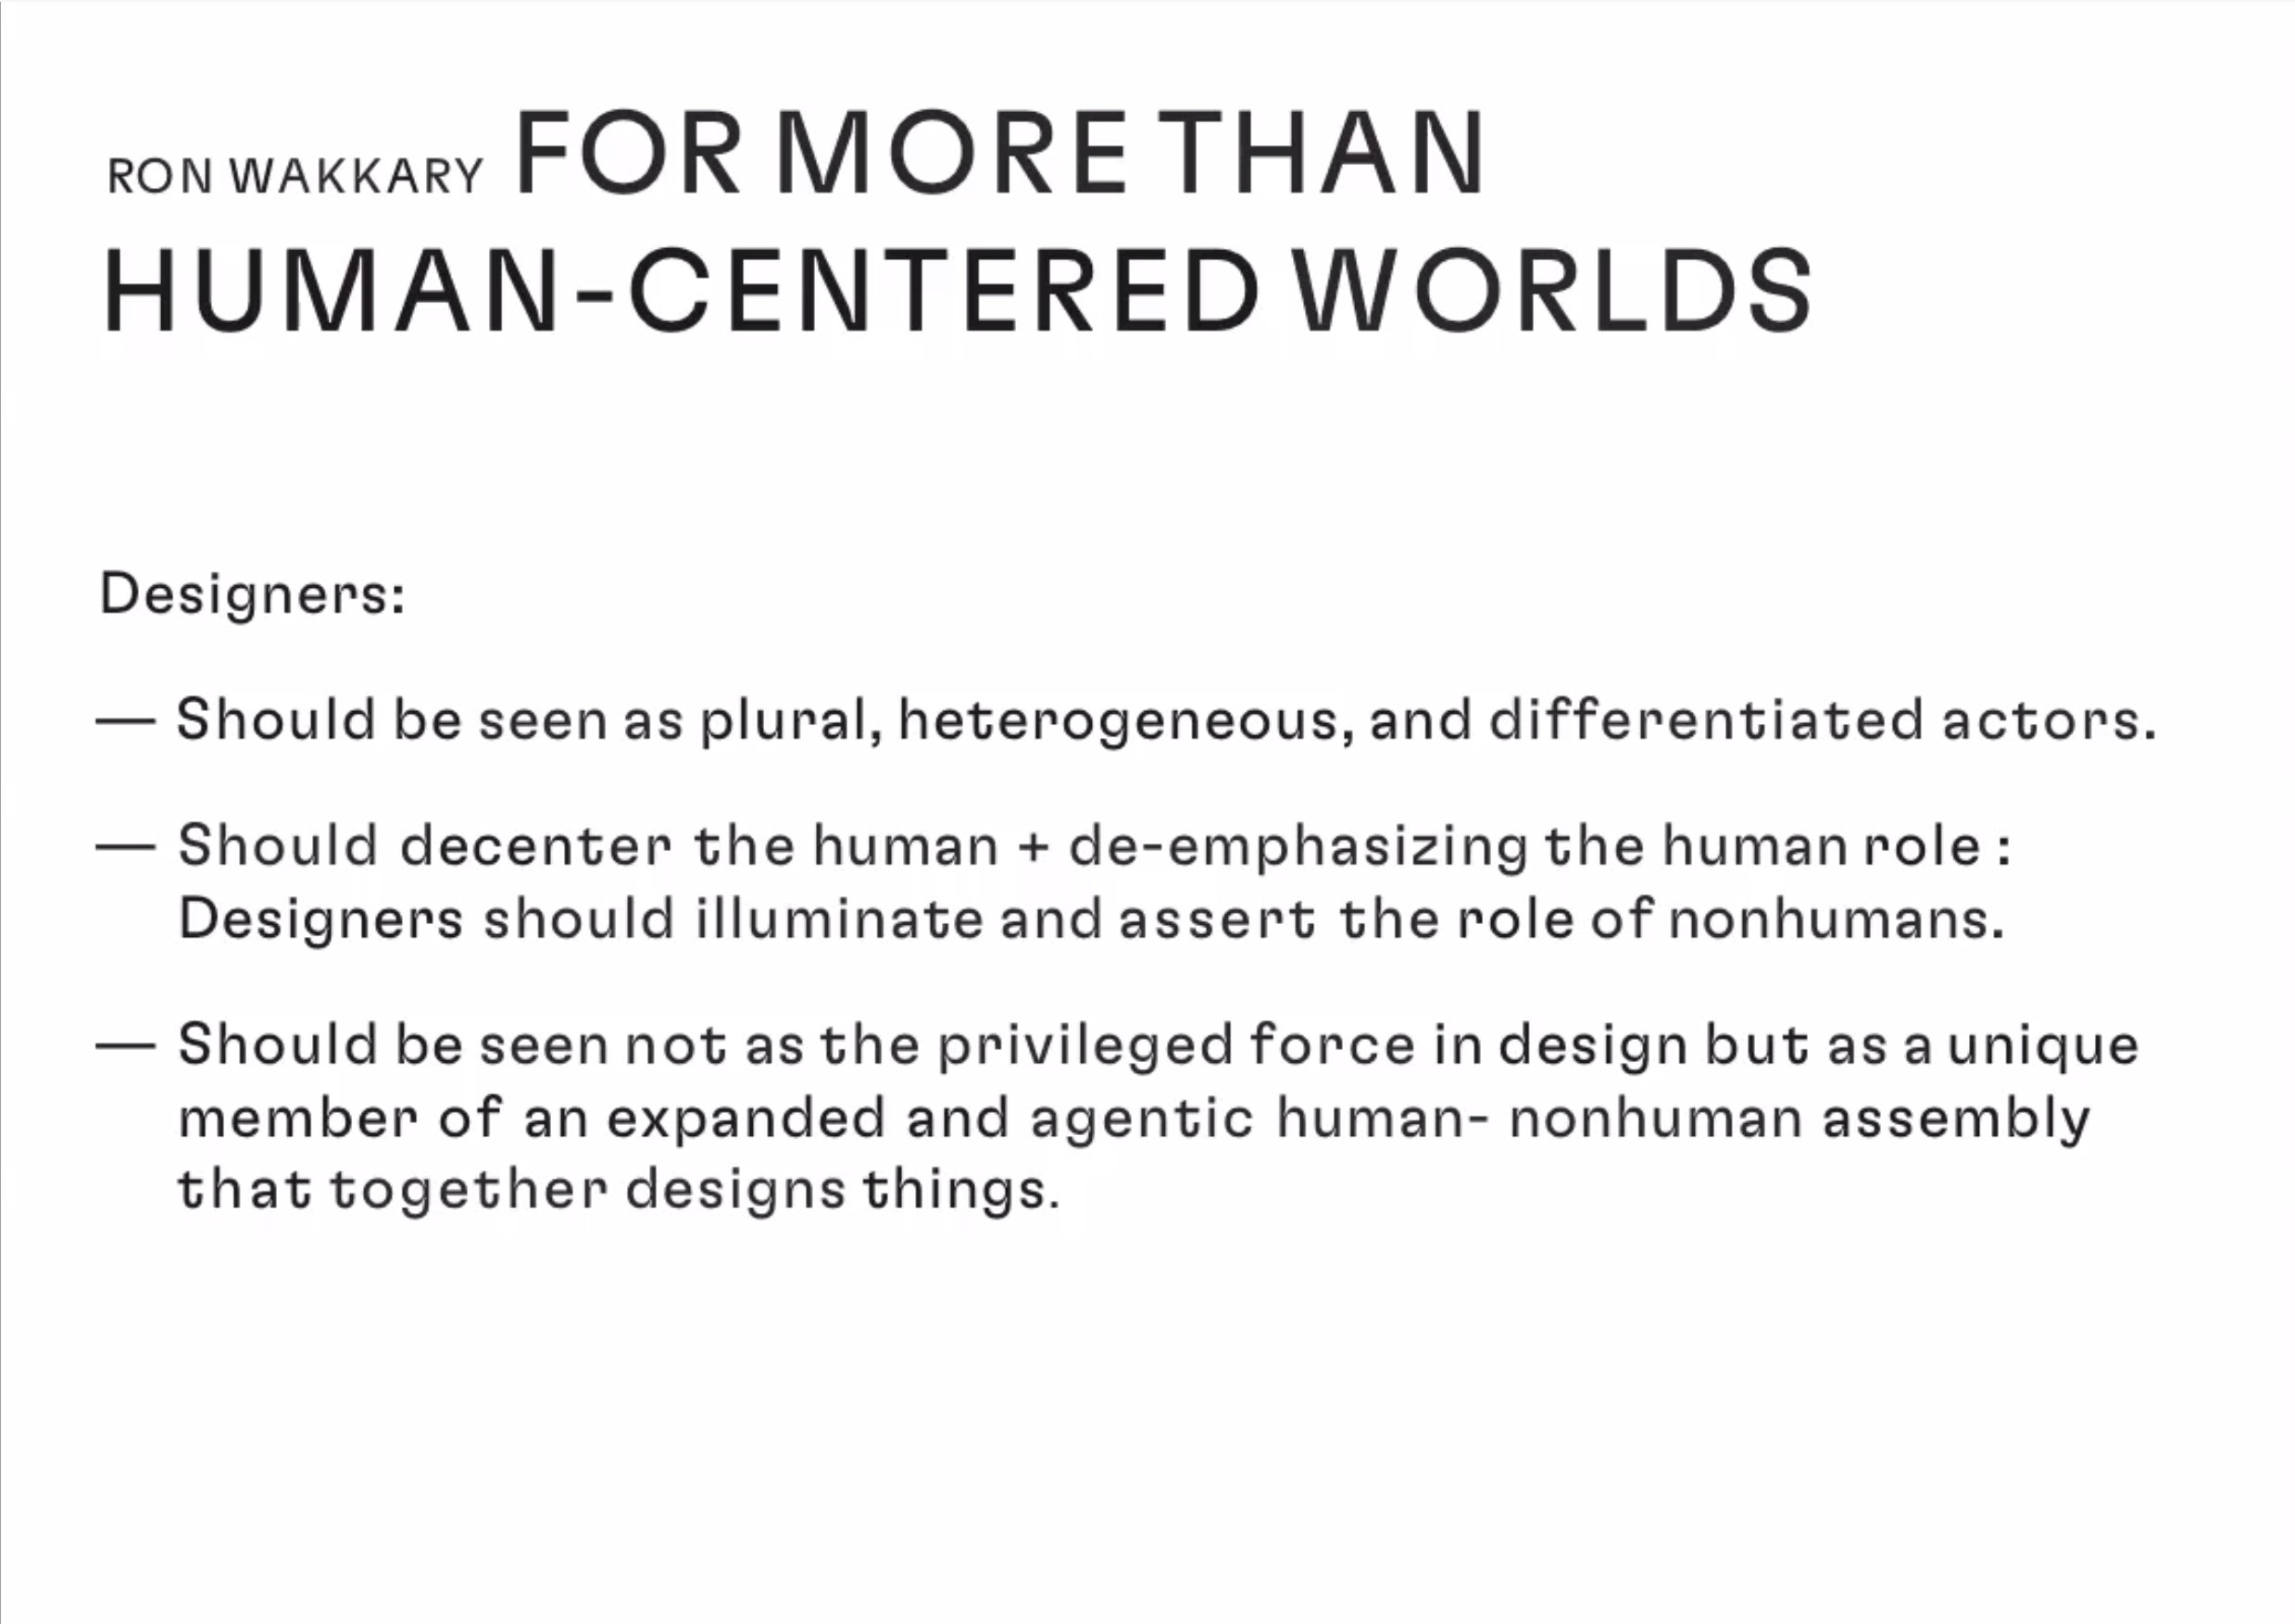 RON WAKKARY FOR MORE THAN
HUMAN-CENTERED WORLDS
Designers:
— Should be seen as plural, heterogeneous, and differentiated actors.
— Should decenter the human + de-emphasizing the human role :
Designers should illuminate and assert the role of nonhumans.
— Should be seen not as the privileged force in design but as a unique
member of an expanded and agentic human- nonhuman assembly
that together designs things.